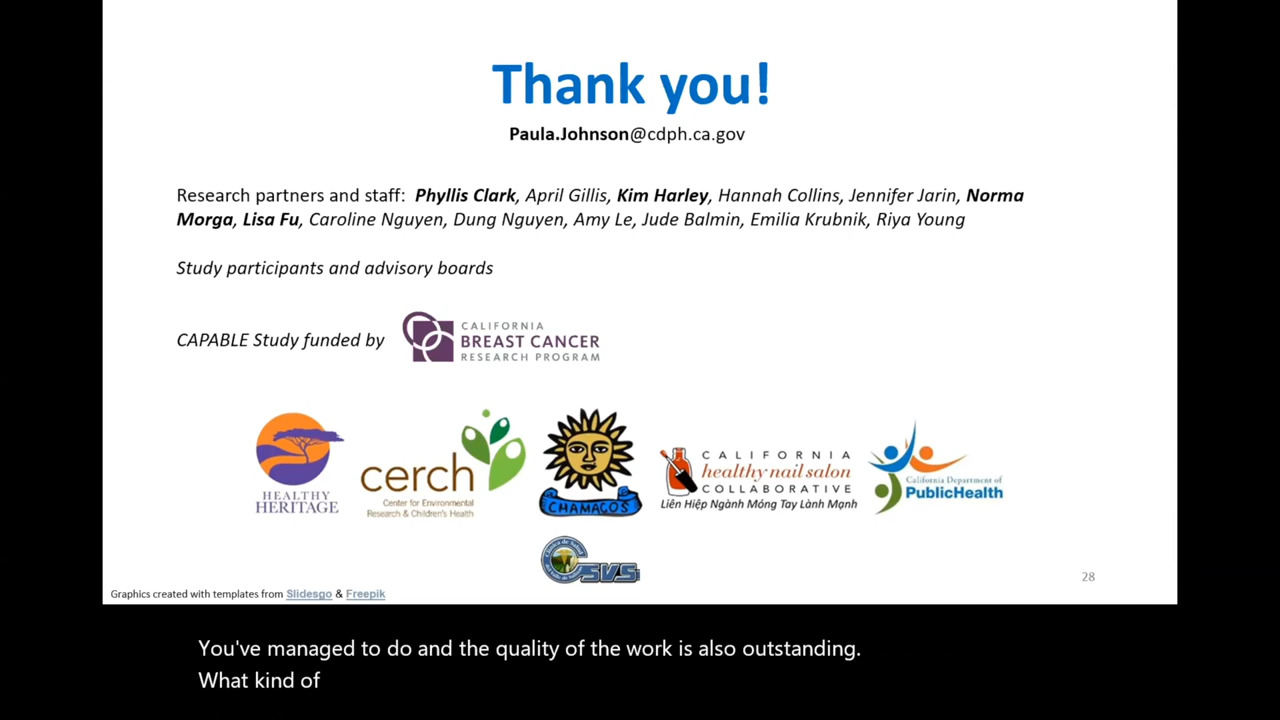 Thank you!
Paula.Johnson@cdph.ca.gov
Research partners and staff: Phyllis Clark, April Gillis, Kim Harley, Hannah Collins, Jennifer Jarin, Norma
Morga, Lisa Fu, Caroline Nguyen, Dung Nguyen, Amy Le, Jude Balmin, Emilia Krubnik, Riya Young
Study participants and advisory boards
CAPABLE Study funded by
CALIFORNIA
BREAST CANCER
RESEARCH PROGRAM
HEALTHY
HERITAGE
cerch
Center for Environmental
Research & Children's Health
CHAMACOS
CALIFORNIA
healthy nail salon
COLLABORATIVE
Liên Hiệp Ngành Móng Tay Lành Mạnh
California Department of
PublicHealth
Clinica de Salud
CSVS
28
Graphics created with templates from Slidesgo & Freepik
You've managed to do and the quality of the work is also outstanding.
What kind of